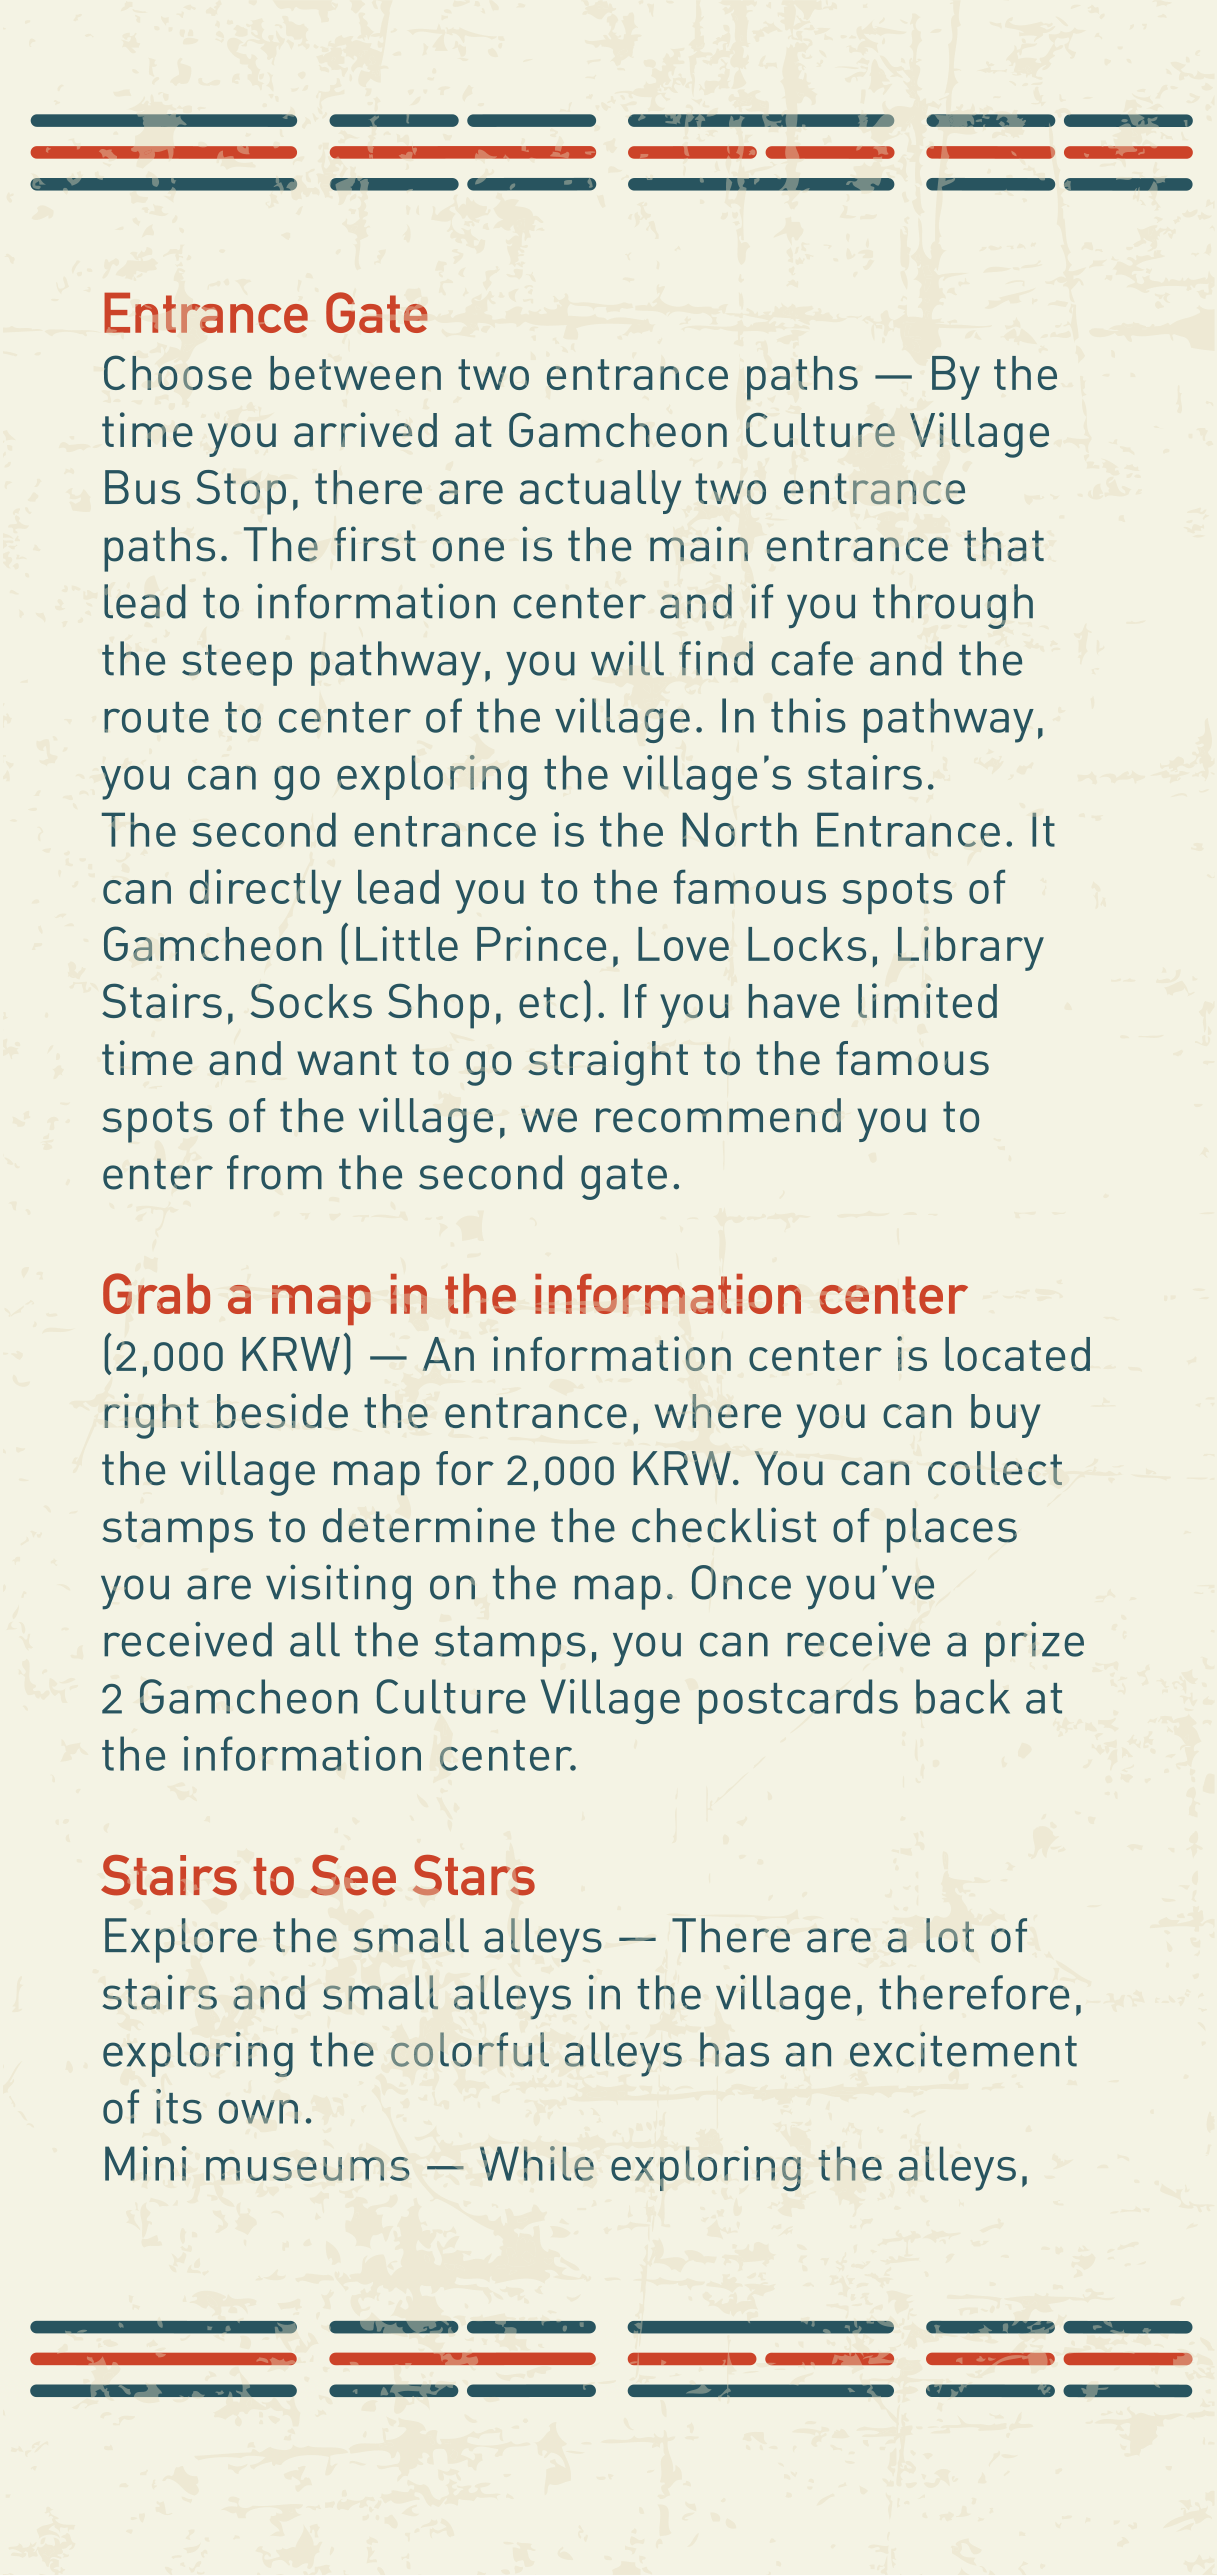 Entrance Gate
Choose between two entrance paths — By the
time you arrived at Gamcheon Culture Village
Bus Stop, there are actually two entrance
paths. The first one is the main entrance that
lead to information center and if you through
the steep pathway, you will find cafe and the
route to center of the village. In this pathway,
you can go exploring the village’s stairs.
The second entrance is the North Entrance. It
can directly lead you to the famous spots of
Gamcheon (Little Prince, Love Locks, Library
Stairs, Socks Shop, etc). If you have limited
time and want to go straight to the famous
spots of the village, we recommend you to
enter from the second gate.
Grab a map in the information center
(2,000 KRW) — An information center is located
right beside the entrance, where you can buy
the village map for 2,000 KRW. You can collect
stamps to determine the checklist of places
you are visiting on the map. Once you’ve
received all the stamps, you can receive a prize
2 Gamcheon Culture Village postcards back at
the information center.
Stairs to See Stars
Explore the small alleys — There are a lot of
stairs and small alleys in the village, therefore,
exploring the colorful alleys has an excitement
of its own.
Mini museums — While exploring the alleys,